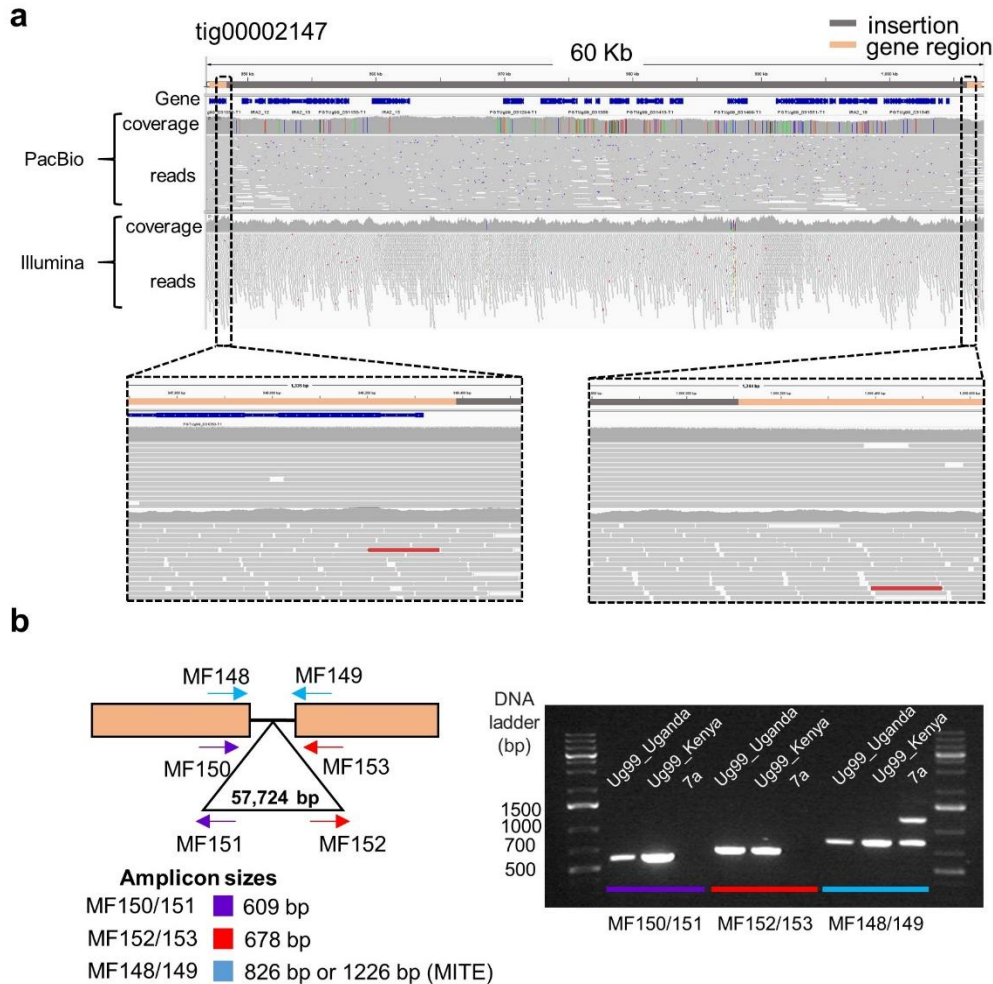 a
tig00002147
insertion
gene region
60 Kb
Gene
PacBio
coverage
reads
Illumina
coverage
reads
b
MF148
MF149
MF150
MF153
57,724 bp
MF151
MF152
Amplicon sizes
MF150/151
609 bp
MF152/153
678 bp
MF148/149
826 bp or 1226 bp (MITE)
DNA
ladder
(bp)
Ug99_Uganda
Ug99_Kenya
7a
Ug99_Uganda
Ug99_Kenya
7a
Ug99_Uganda
Ug99_Kenya
7a
1500
1000
700
500
MF150/151
MF152/153
MF148/149